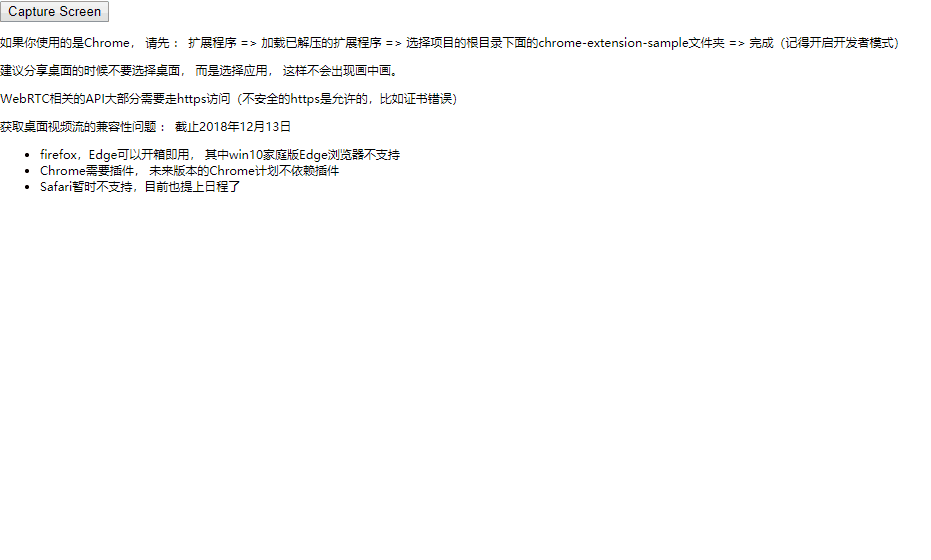 Capture Screen
如果你使用的是Chrome， 请先： 扩展程序 => 加载已解压的扩展程序 => 选择项目的根目录下面的chrome-extension-sample文件夹 => 完成（记得开启开发者模式）
建议分享桌面的时候不要选择桌面， 而是选择应用， 这样不会出现画中画。
WebRTC相关的API大部分需要走https访问（不安全的https是允许的，比如证书错误）
获取桌面视频流的兼容性问题： 截止2018年12月13日
• firefox，Edge可以开箱即用， 其中win10家庭版Edge浏览器不支持
• Chrome需要插件， 未来版本的Chrome计划不依赖插件
• Safari暂时不支持，目前也提上日程了